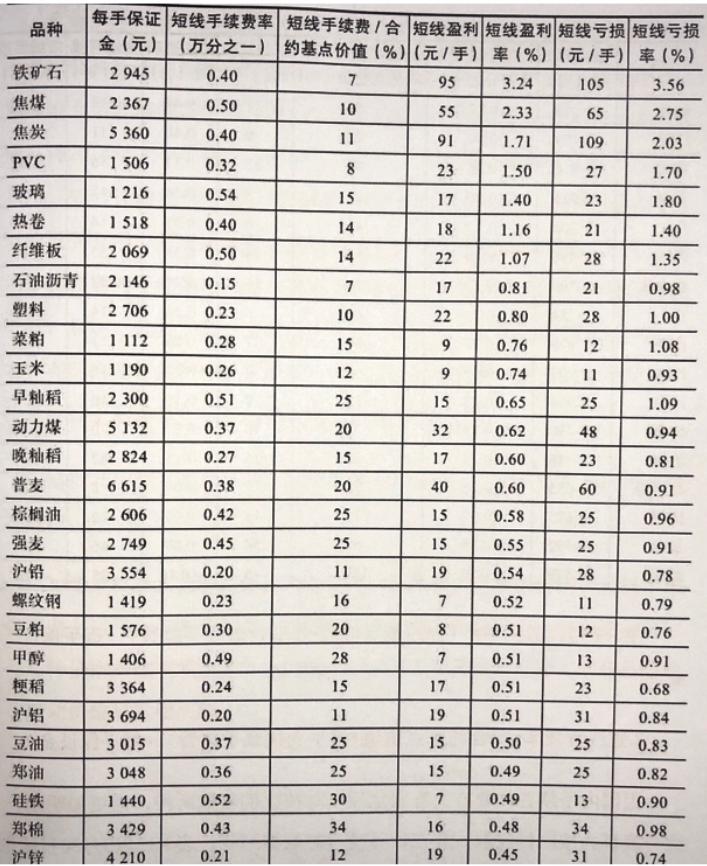 品种 每手保证金（元） 短线手续费率（万分之一） 短线手续费/合约基点价值（%） 短线盈利（元/手） 短线盈利率（%） 短线亏损（元/手） 短线亏损率（%）
铁矿石 2 945 0.40 7 95 3.24 105 3.56
焦煤 2 367 0.50 10 55 2.33 65 2.75
焦炭 5 360 0.40 11 91 1.71 109 2.03
PVC 1 506 0.32 8 23 1.50 27 1.70
玻璃 1 216 0.54 15 17 1.40 23 1.80
热卷 1 518 0.40 14 18 1.16 21 1.40
纤维板 2 069 0.50 14 22 1.07 28 1.35
石油沥青 2 146 0.15 7 17 0.81 21 0.98
塑料 2 706 0.23 10 22 0.80 28 1.00
菜粕 1 112 0.28 15 9 0.76 12 1.08
玉米 1 190 0.26 12 9 0.74 11 0.93
早籼稻 2 300 0.51 25 15 0.65 25 1.09
动力煤 5 132 0.37 20 32 0.62 48 0.94
晚籼稻 2 824 0.27 15 17 0.60 23 0.81
普麦 6 615 0.38 20 40 0.60 60 0.91
棕榈油 2 606 0.42 25 15 0.58 25 0.96
强麦 2 749 0.45 25 15 0.55 25 0.91
沪铅 3 554 0.20 11 19 0.54 28 0.78
螺纹钢 1 419 0.23 16 7 0.52 11 0.79
豆粕 1 576 0.30 20 8 0.51 12 0.76
甲醇 1 406 0.49 28 7 0.51 13 0.91
粳稻 3 364 0.24 15 17 0.51 23 0.68
沪铝 3 694 0.20 11 19 0.51 31 0.84
豆油 3 015 0.37 25 15 0.50 25 0.83
郑油 3 048 0.36 25 15 0.49 25 0.82
硅铁 1 440 0.52 30 7 0.49 13 0.90
郑棉 3 429 0.43 34 16 0.48 34 0.98
沪锌 4 210 0.21 12 19 0.45 31 0.74